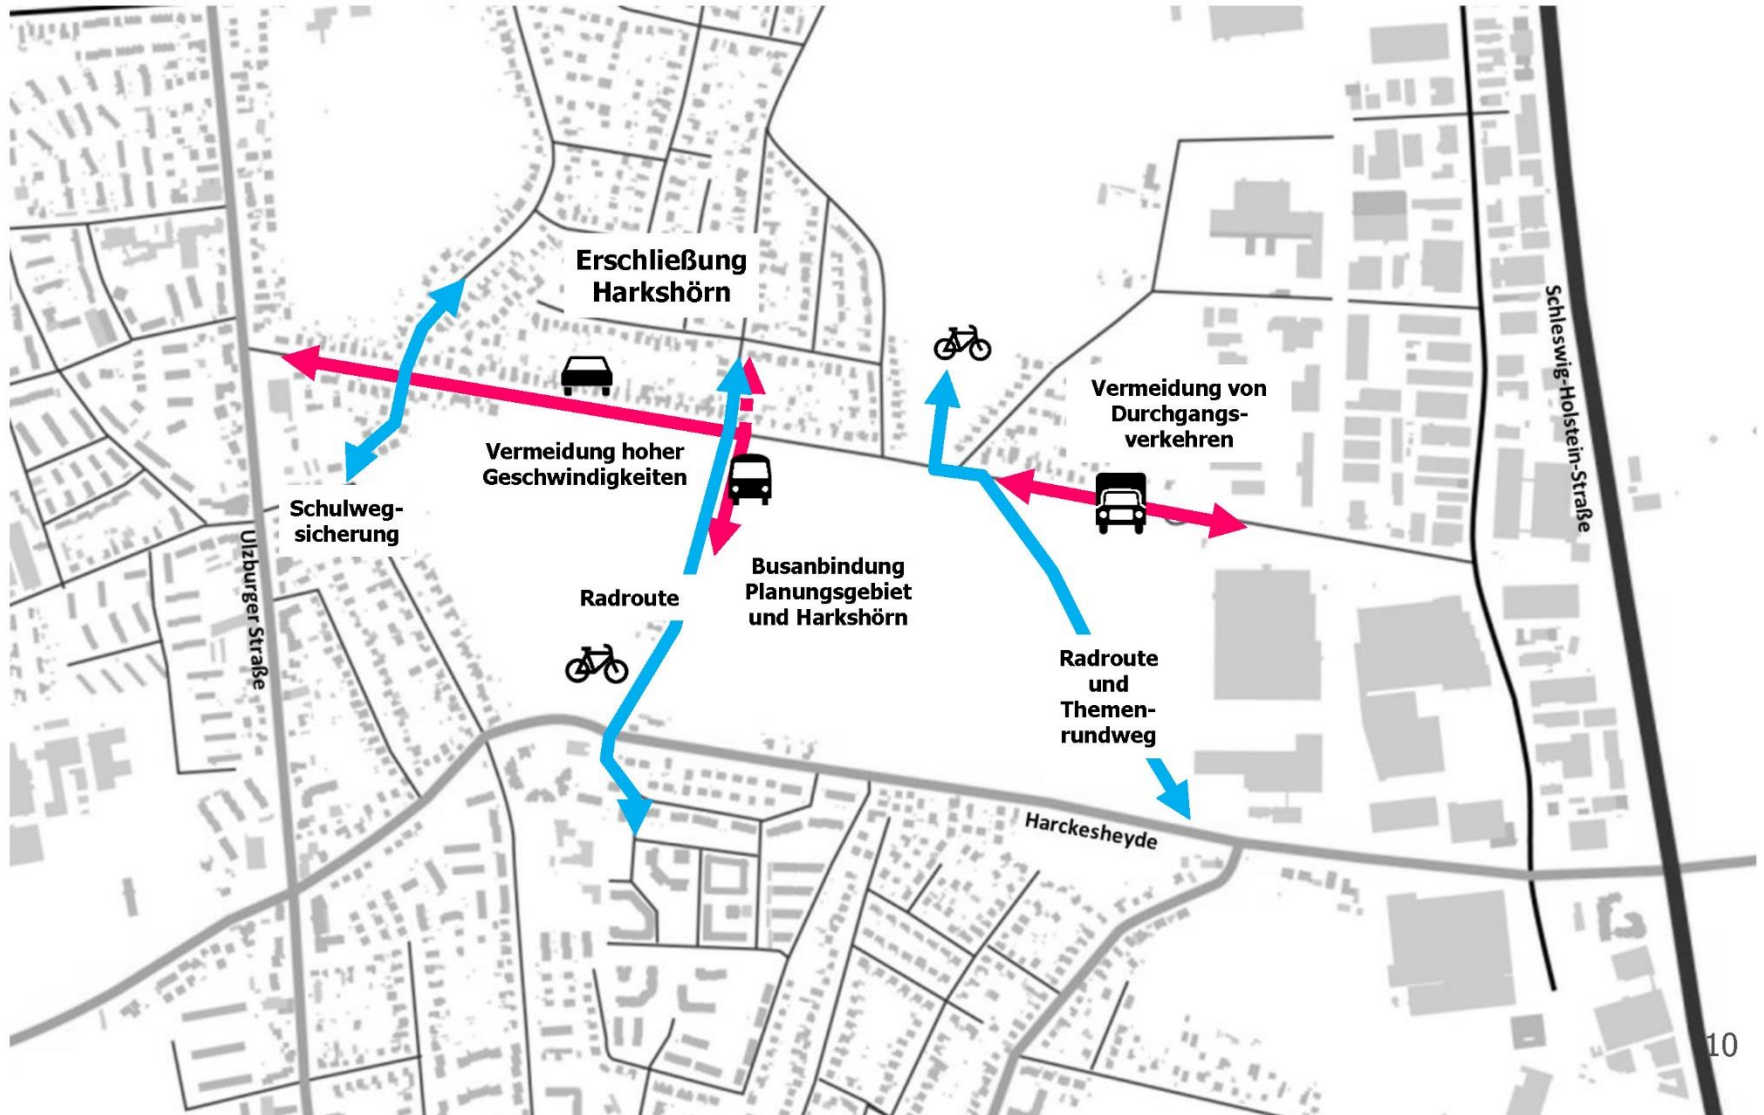 Erschließung
Harkshörn
Vermeidung von
Durchgangs-
verkehren
Schleswig-Holstein-Straße
Vermeidung hoher
Geschwindigkeiten
Schulweg-
sicherung
Ulzburger Straße
Busanbindung
Planungsgebiet
und Harkshörn
Radroute
Radroute
und
Themen-
rundweg
Harckesheyde
10